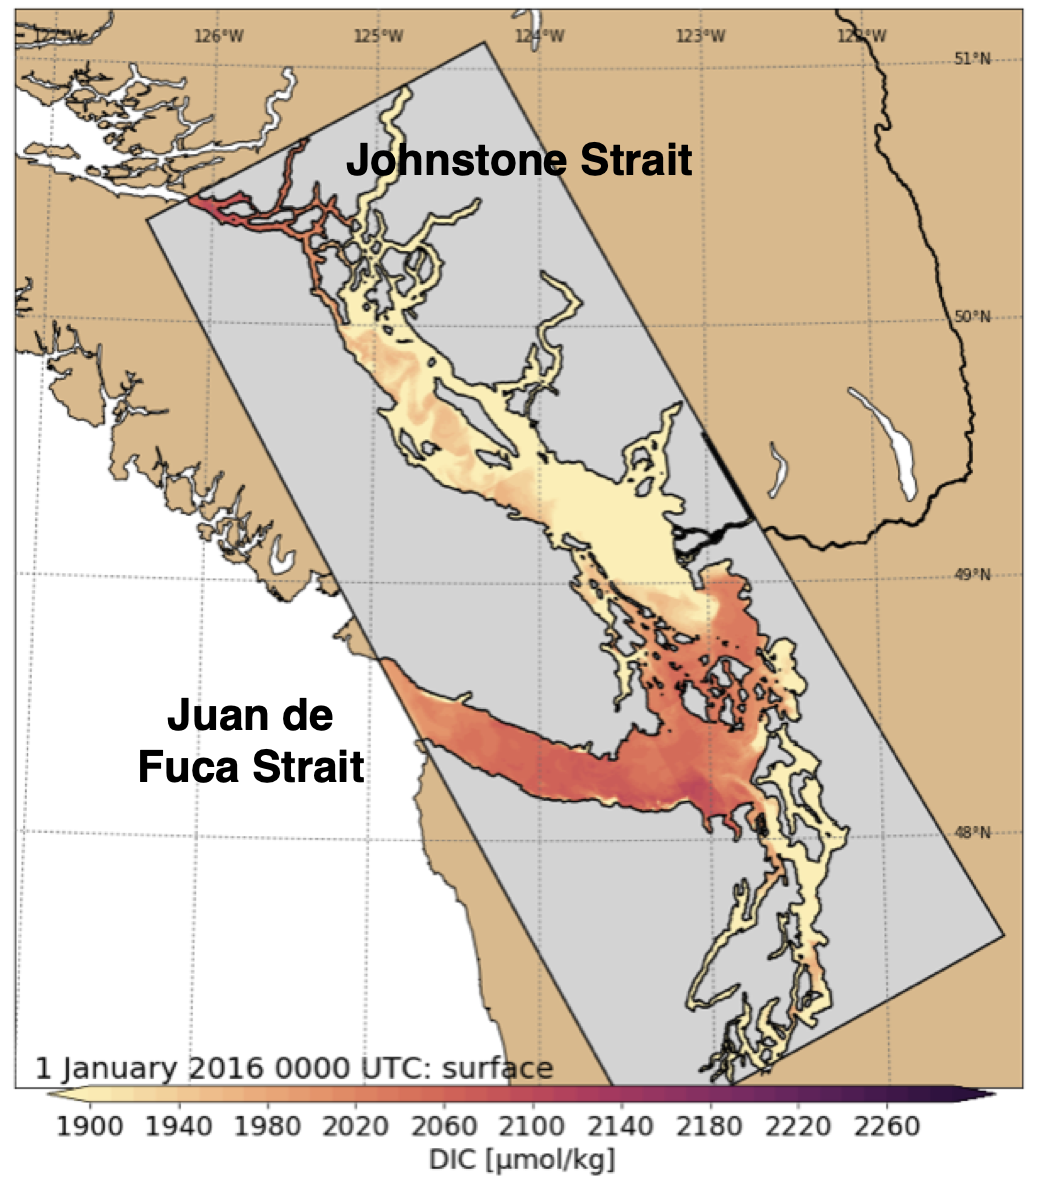 127°W 126°W 125°W 124°W 123°W 122°W
51°N
Johnstone Strait
50°N
49°N
Juan de
Fuca Strait
48°N
1 January 2016 0000 UTC: surface
1900 1940 1980 2020 2060 2100 2140 2180 2220 2260
DIC [μmol/kg]